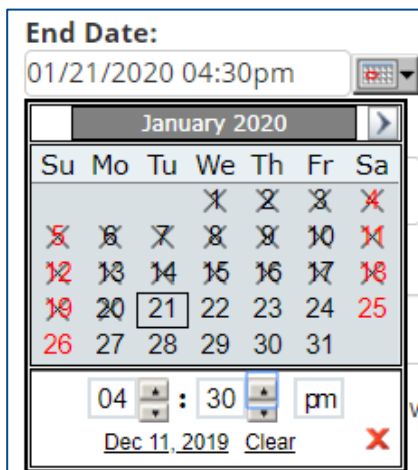 End Date:
01/21/2020 04:30pm
January 2020
Su Mo Tu We Th Fr Sa
1 2 3 4
5 6 7 8 9 10 11
12 13 14 15 16 17 18
19 20 21 22 23 24 25
26 27 28 29 30 31
04 : 30 pm
Dec 11, 2019 Clear